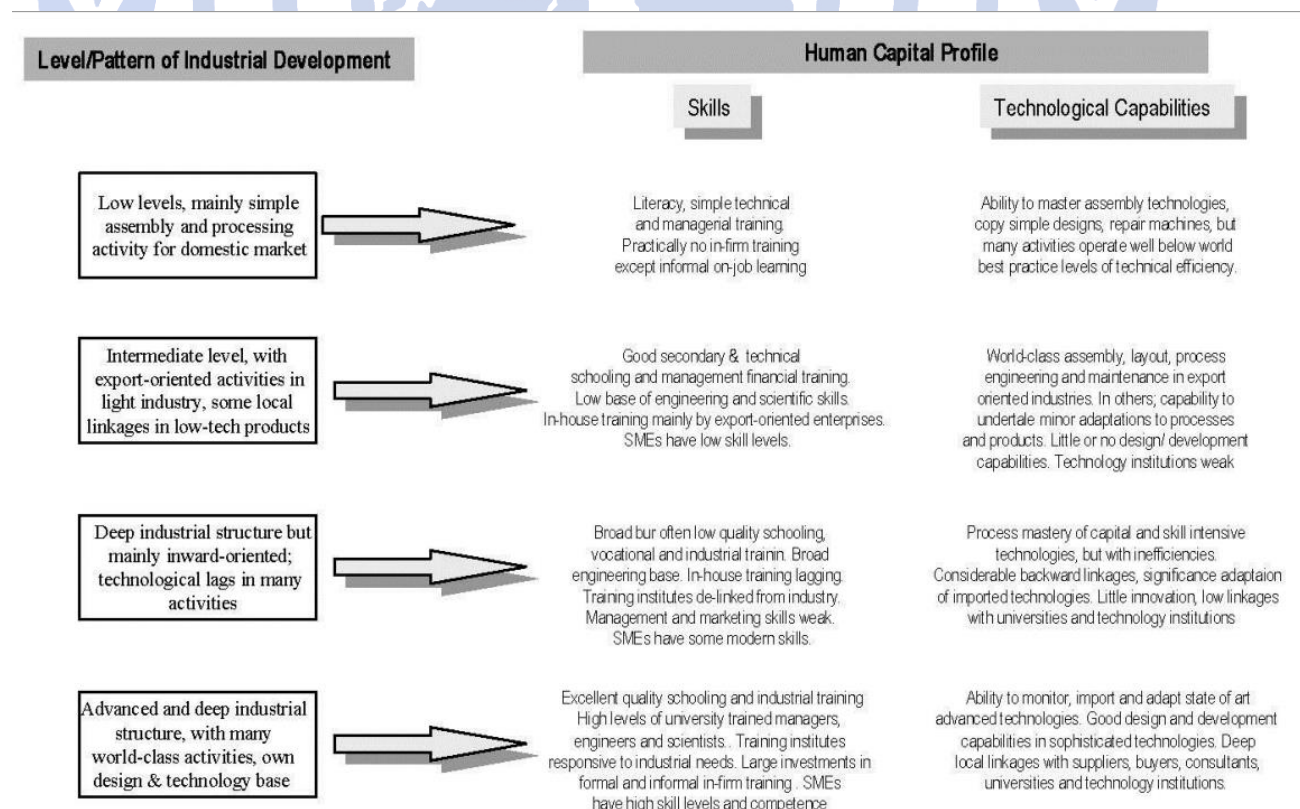 Level/Pattern of Industrial Development
Human Capital Profile
Skills
Technological Capabilities
Low levels, mainly simple
assembly and processing
activity for domestic market
Literacy, simple technical
and managerial training.
Practically no in-firm training
except informal on-job learning
Ability to master assembly technologies,
copy simple designs, repair machines, but
many activities operate well below world
best practice levels of technical efficiency.
Intermediate level, with
export-oriented activities in
light industry, some local
linkages in low-tech products
Good secondary & technical
schooling and management financial training.
Low base of engineering and scientific skills.
In-house training mainly by export-oriented enterprises.
SMEs have low skill levels.
World-class assembly, layout, process
engineering and maintenance in export
oriented industries. In others; capability to
undertale minor adaptations to processes
and products. Little or no design/ development
capabilities. Technology institutions weak
Deep industrial structure but
mainly inward-oriented;
technological lags in many
activities
Broad bur often low quality schooling,
vocational and industrial trainin. Broad
engineering base. In-house training lagging.
Training institutes de-linked from industry.
Management and marketing skills weak.
SMEs have some modern skills.
Process mastery of capital and skill intensive
technologies, but with inefficiencies.
Considerable backward linkages, significance adaptaion
of imported technologies. Little innovation, low linkages
with universities and technology institutions
Advanced and deep industrial
structure, with many
world-class activities, own
design & technology base
Excellent quality schooling and industrial training
High levels of university trained managers,
engineers and scientists.. Training institutes
responsive to industrial needs. Large investments in
formal and informal in-firm training . SMEs
have high skill levels and competence
Ability to monitor, import and adapt state of art
advanced technologies. Good design and development
capabilities in sophisticated technologies. Deep
local linkages with suppliers, buyers, consultants,
universities and technology institutions.